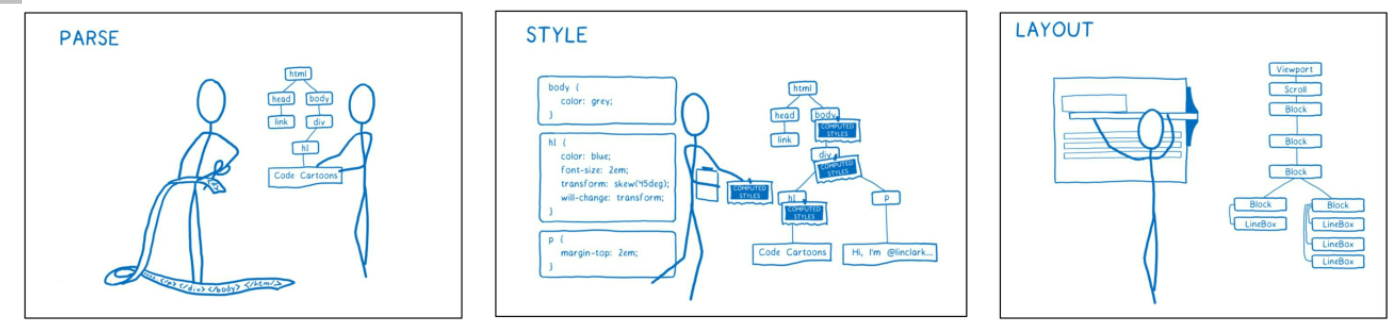 PARSE
html
head body
link div
h1
Code Cartoons
</p></div></body></html>
STYLE
body {
color: grey;
}
h1 {
color: blue;
font-size: 2em;
transform: skew(45deg);
will-change: transform;
}
p {
margin-top: 2em;
}
html
head body
COMPUTED
STYLES
link
div
COMPUTED
STYLES
COMPUTED
STYLES
h1 p
COMPUTED
STYLES
Code Cartoons Hi, I'm @linclark...
LAYOUT
Viewport
Scroll
Block
Block
Block
Block Block
LineBox LineBox
LineBox
LineBox